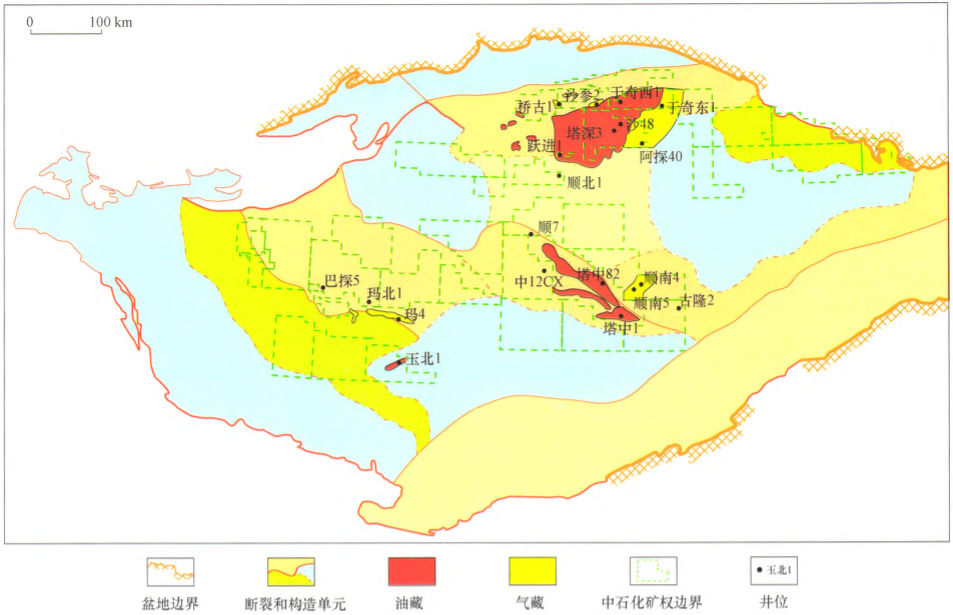 0 100 km
桥古1
沙参2
于奇西1
于奇东1
塔深3
沙48
跃进1
阿探40
顺北1
顺7
中12CX
塔中82
顺南4
顺南5
古隆2
塔中1
巴探5
玛北1
玛4
玉北1
玉北1
盆地边界
断裂和构造单元
油藏
气藏
中石化矿权边界
井位